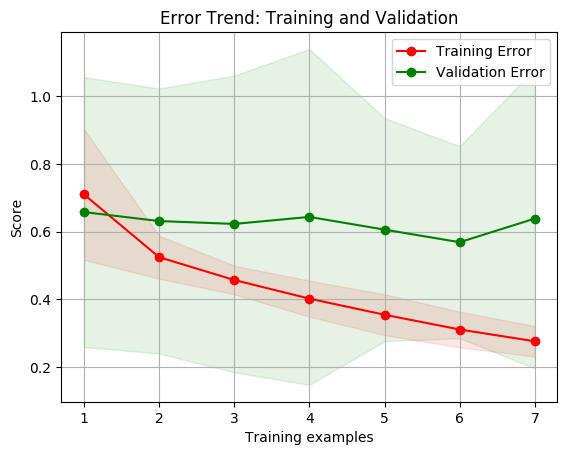 Error Trend: Training and Validation
Training Error
Validation Error
1.0
0.8
0.6
0.4
0.2
Score
1 2 3 4 5 6 7
Training examples